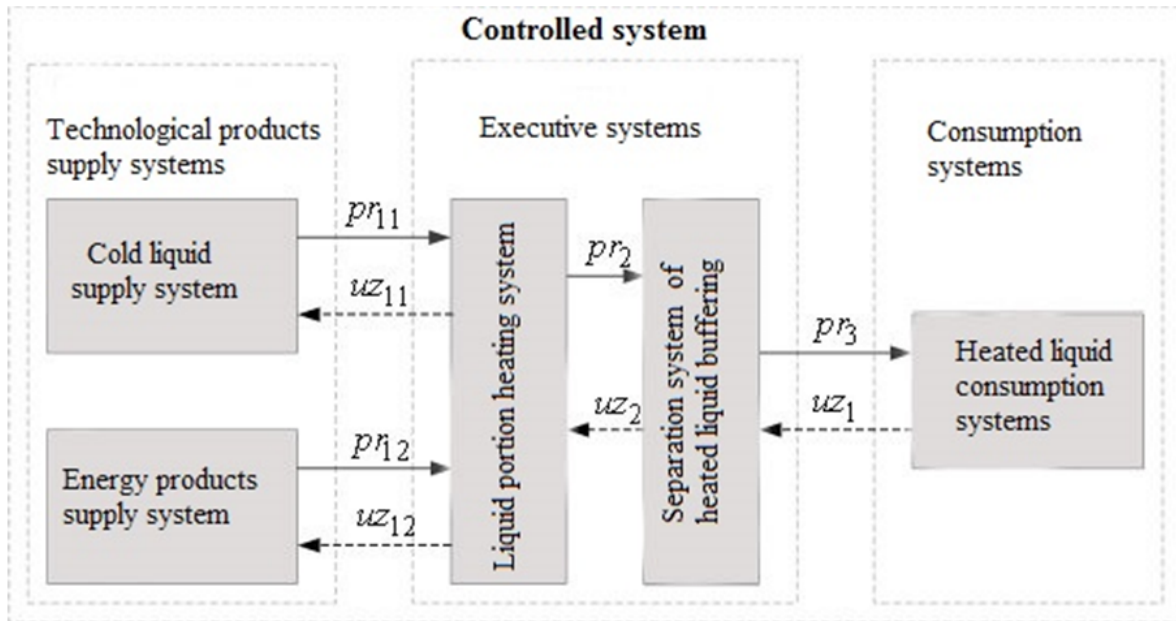 Controlled system
Technological products
supply systems
Executive systems
Consumption
systems
Cold liquid
supply system
pr11
uz11
Energy products
supply system
pr12
uz12
Liquid portion heating system
pr2
uz2
Separation system of
heated liquid buffering
pr3
uz1
Heated liquid
consumption
systems